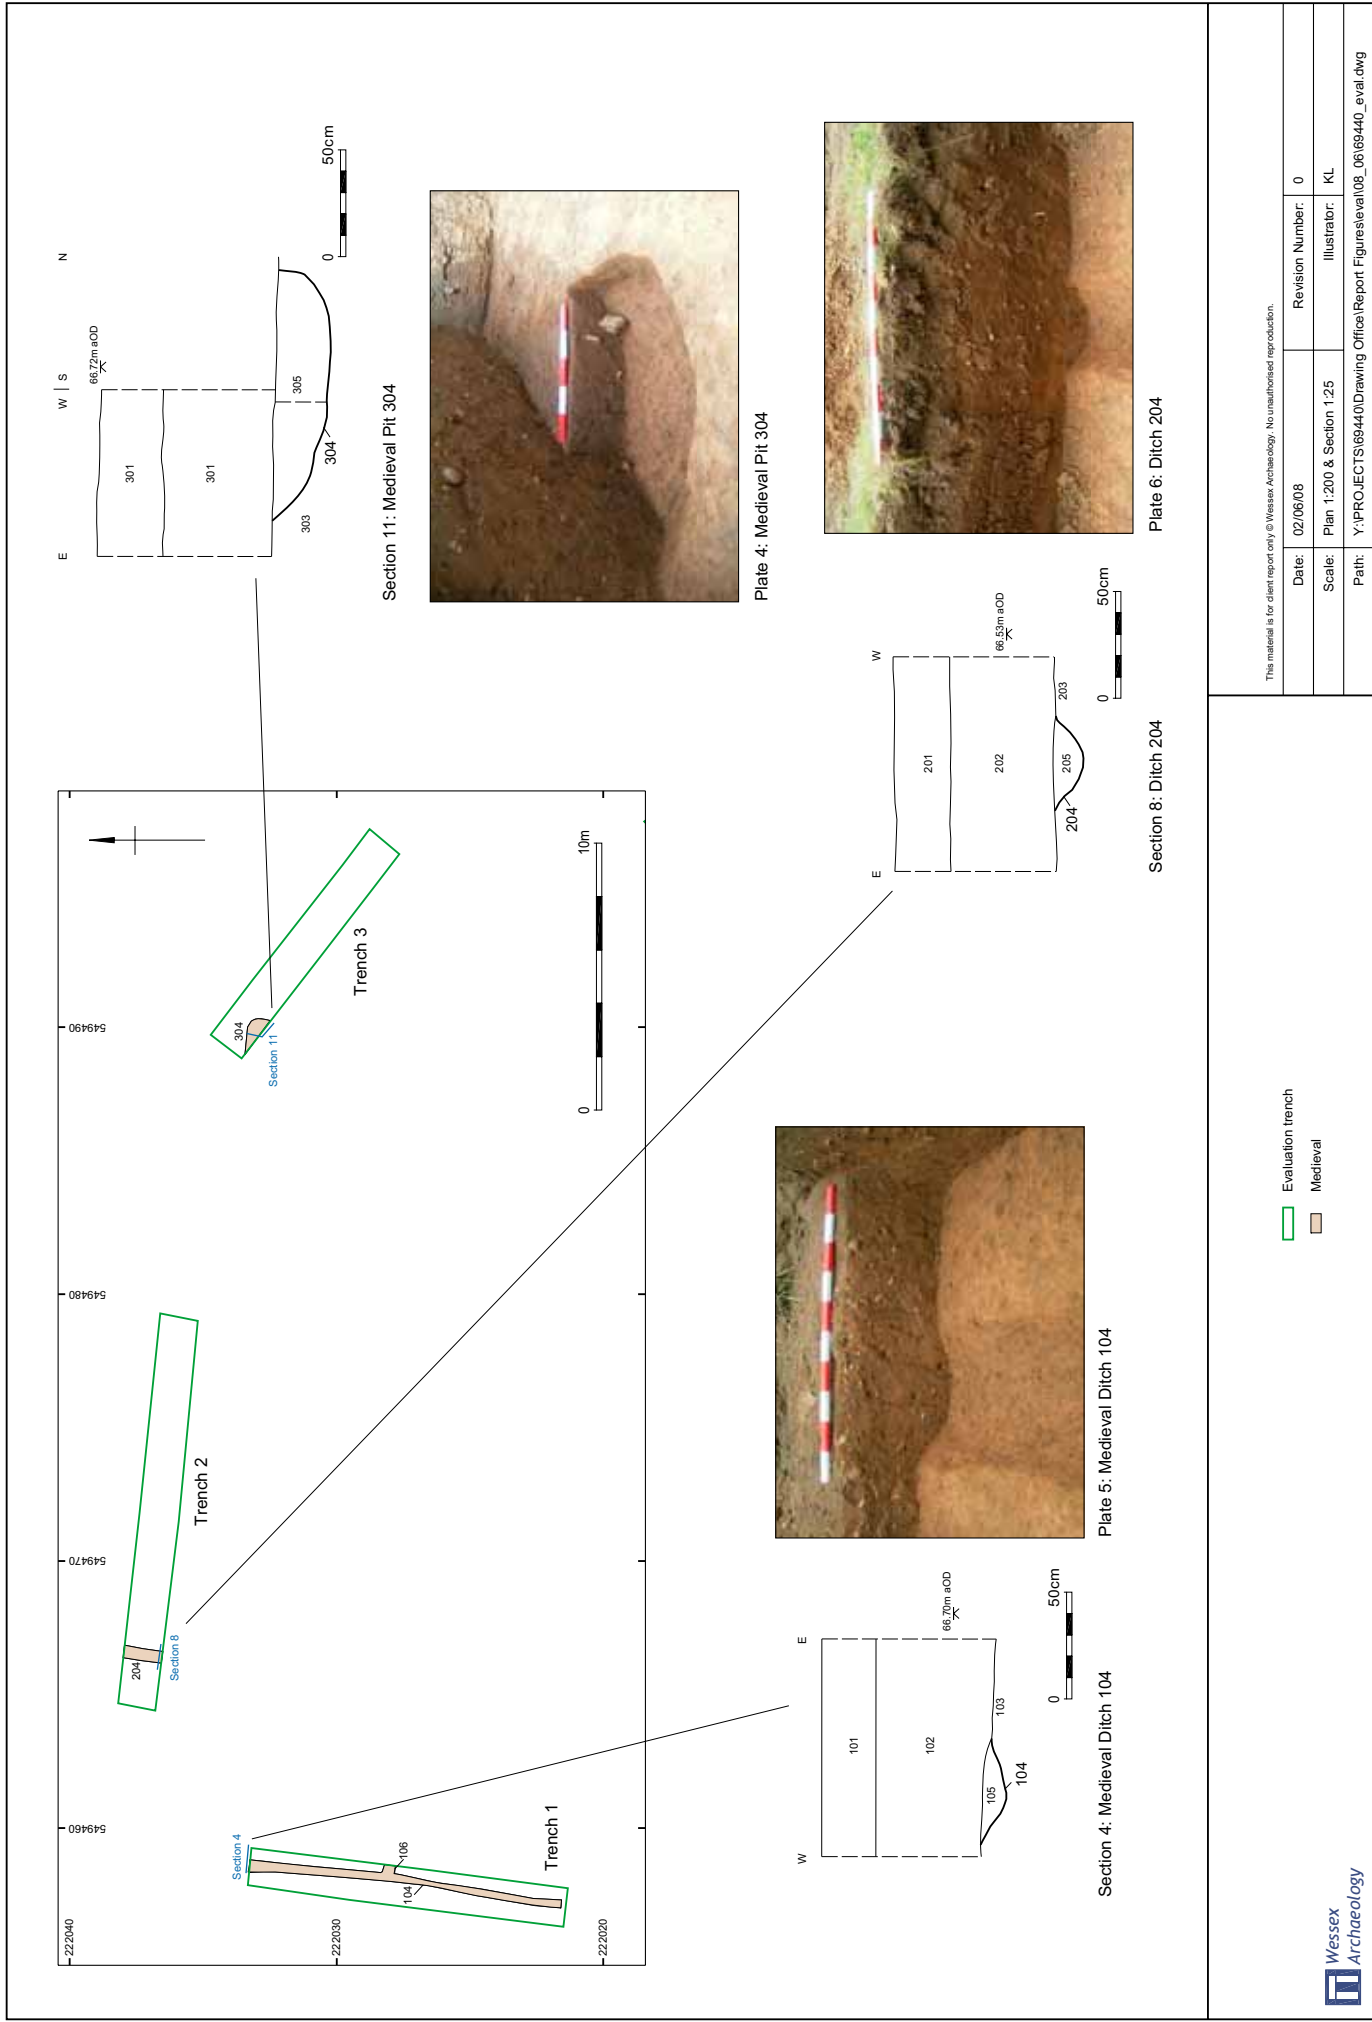 222040
222030
222020
549460
549470
549480
549490
Section 4
104
106
Trench 1
204
Section 8
Trench 2
304
Section 11
Trench 3
0
10m
E
W
S
N
66.72m aOD
301
301
303
304
305
0
50cm
Section 11: Medieval Pit 304
Plate 4: Medieval Pit 304
W
E
66.70m aOD
101
102
103
105
104
0
50cm
Section 4: Medieval Ditch 104
Plate 5: Medieval Ditch 104
E
W
66.53m aOD
201
202
203
205
204
0
50cm
Section 8: Ditch 204
Plate 6: Ditch 204
Wessex
Archaeology
Evaluation trench
Medieval
This material is for client report only © Wessex Archaeology. No unauthorised reproduction.
Date: 02/06/08 Revision Number: 0
Scale: Plan 1:200 & Section 1:25 Illustrator: KL
Path: Y:\PROJECTS\69440\Drawing Office\Report Figures\eval\08_06\69440_eval.dwg